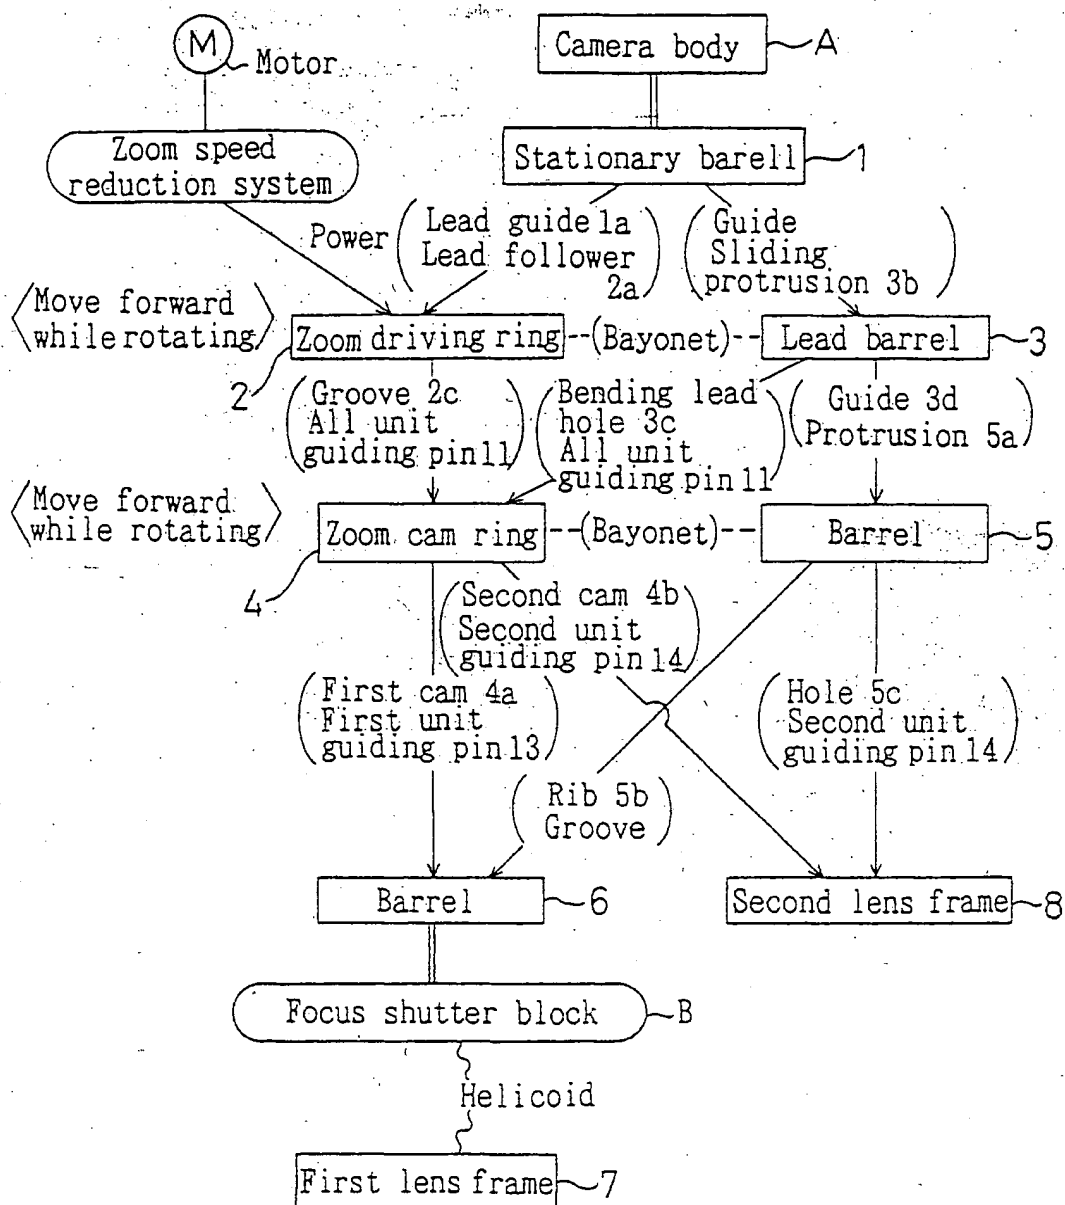 M
Motor
Camera body
A
Zoom speed
reduction system
Stationary barell
1
Power
Lead guide 1a
Lead follower
2a
Guide
Sliding
protrusion 3b
Move forward
while rotating
Zoom driving ring
(Bayonet)
Lead barrel
3
2
Groove 2c
All unit
guiding pin 11
Bending lead
hole 3c
All unit
guiding pin 11
Guide 3d
Protrusion 5a
Move forward
while rotating
Zoom cam ring
(Bayonet)
Barrel
5
4
Second cam 4b
Second unit
guiding pin 14
First cam 4a
First unit
guiding pin 13
Hole 5c
Second unit
guiding pin 14
Rib 5b
Groove
Barrel
6
Second lens frame
8
Focus shutter block
B
Helicoid
First lens frame
7